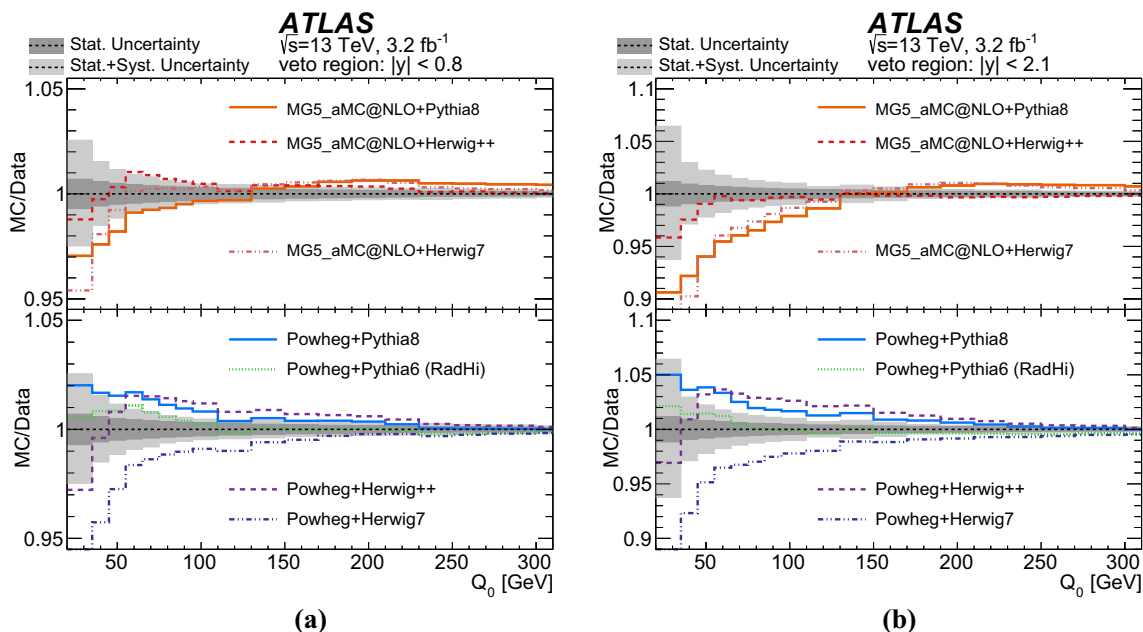 ATLAS
Stat. Uncertainty
√s=13 TeV, 3.2 fb⁻¹
Stat.+Syst. Uncertainty
veto region: |y| < 0.8
MC/Data
1.05
1
0.95
MG5_aMC@NLO+Pythia8
MG5_aMC@NLO+Herwig++
MG5_aMC@NLO+Herwig7
MC/Data
1.05
1
0.95
Powheg+Pythia8
Powheg+Pythia6 (RadHi)
Powheg+Herwig++
Powheg+Herwig7
50 100 150 200 250 300
Q₀ [GeV]
(a)
ATLAS
Stat. Uncertainty
√s=13 TeV, 3.2 fb⁻¹
Stat.+Syst. Uncertainty
veto region: |y| < 2.1
MC/Data
1.1
1.05
1
0.95
0.9
MG5_aMC@NLO+Pythia8
MG5_aMC@NLO+Herwig++
MG5_aMC@NLO+Herwig7
MC/Data
1.1
1.05
1
0.95
0.9
Powheg+Pythia8
Powheg+Pythia6 (RadHi)
Powheg+Herwig++
Powheg+Herwig7
50 100 150 200 250 300
Q₀ [GeV]
(b)